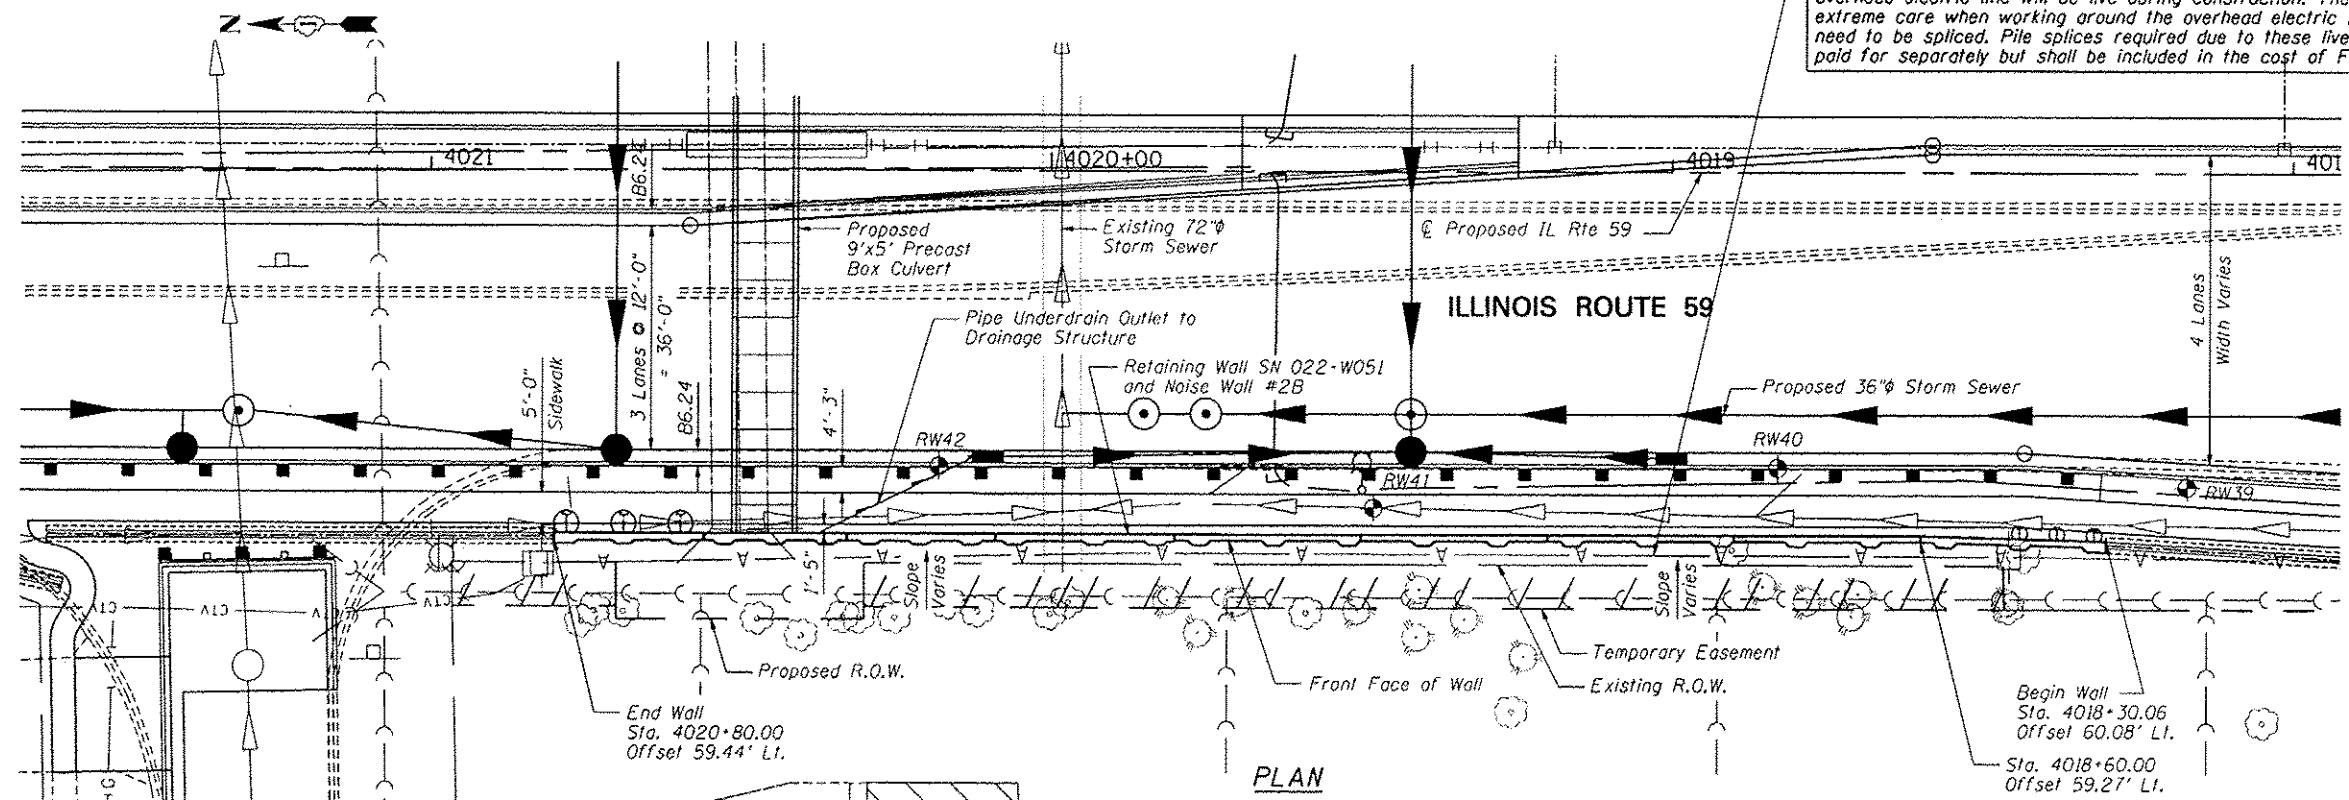 extreme care when working around the overhead electric
need to be spliced. Pile splices required due to these live
paid for separately but shall be included in the cost of F
N
4021
4020+00
4019
401
B6.24
Proposed
9'x5' Precast
Box Culvert
Existing 72"φ
Storm Sewer
℄ Proposed IL Rte 59
3 Lanes @ 12'-0"
= 36'-0"
ILLINOIS ROUTE 59
4 Lanes
Width Varies
Pipe Underdrain Outlet to
Drainage Structure
Retaining Wall SN 022-W051
and Noise Wall #2B
Proposed 36"φ Storm Sewer
5'-0"
Sidewalk
B6.24
4'-3"
RW42
RW41
RW40
RW39
1'-5"
Slope
Varies
Slope
Varies
CTV
CTV
CTV
Proposed R.O.W.
Front Face of Wall
Temporary Easement
Existing R.O.W.
End Wall
Sta. 4020+80.00
Offset 59.44' Lt.
Begin Wall
Sta. 4018+30.06
Offset 60.08' Lt.
Sta. 4018+60.00
Offset 59.27' Lt.
G
PLAN